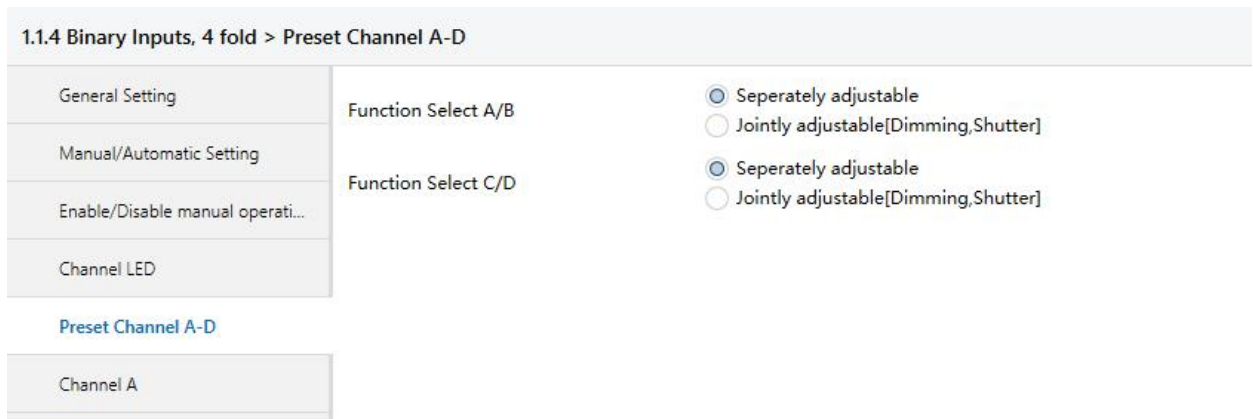 1.1.4 Binary Inputs, 4 fold > Preset Channel A-D
General Setting
Manual/Automatic Setting
Enable/Disable manual operati...
Channel LED
Preset Channel A-D
Channel A
Function Select A/B
Seperately adjustable
Jointly adjustable[Dimming,Shutter]
Function Select C/D
Seperately adjustable
Jointly adjustable[Dimming,Shutter]